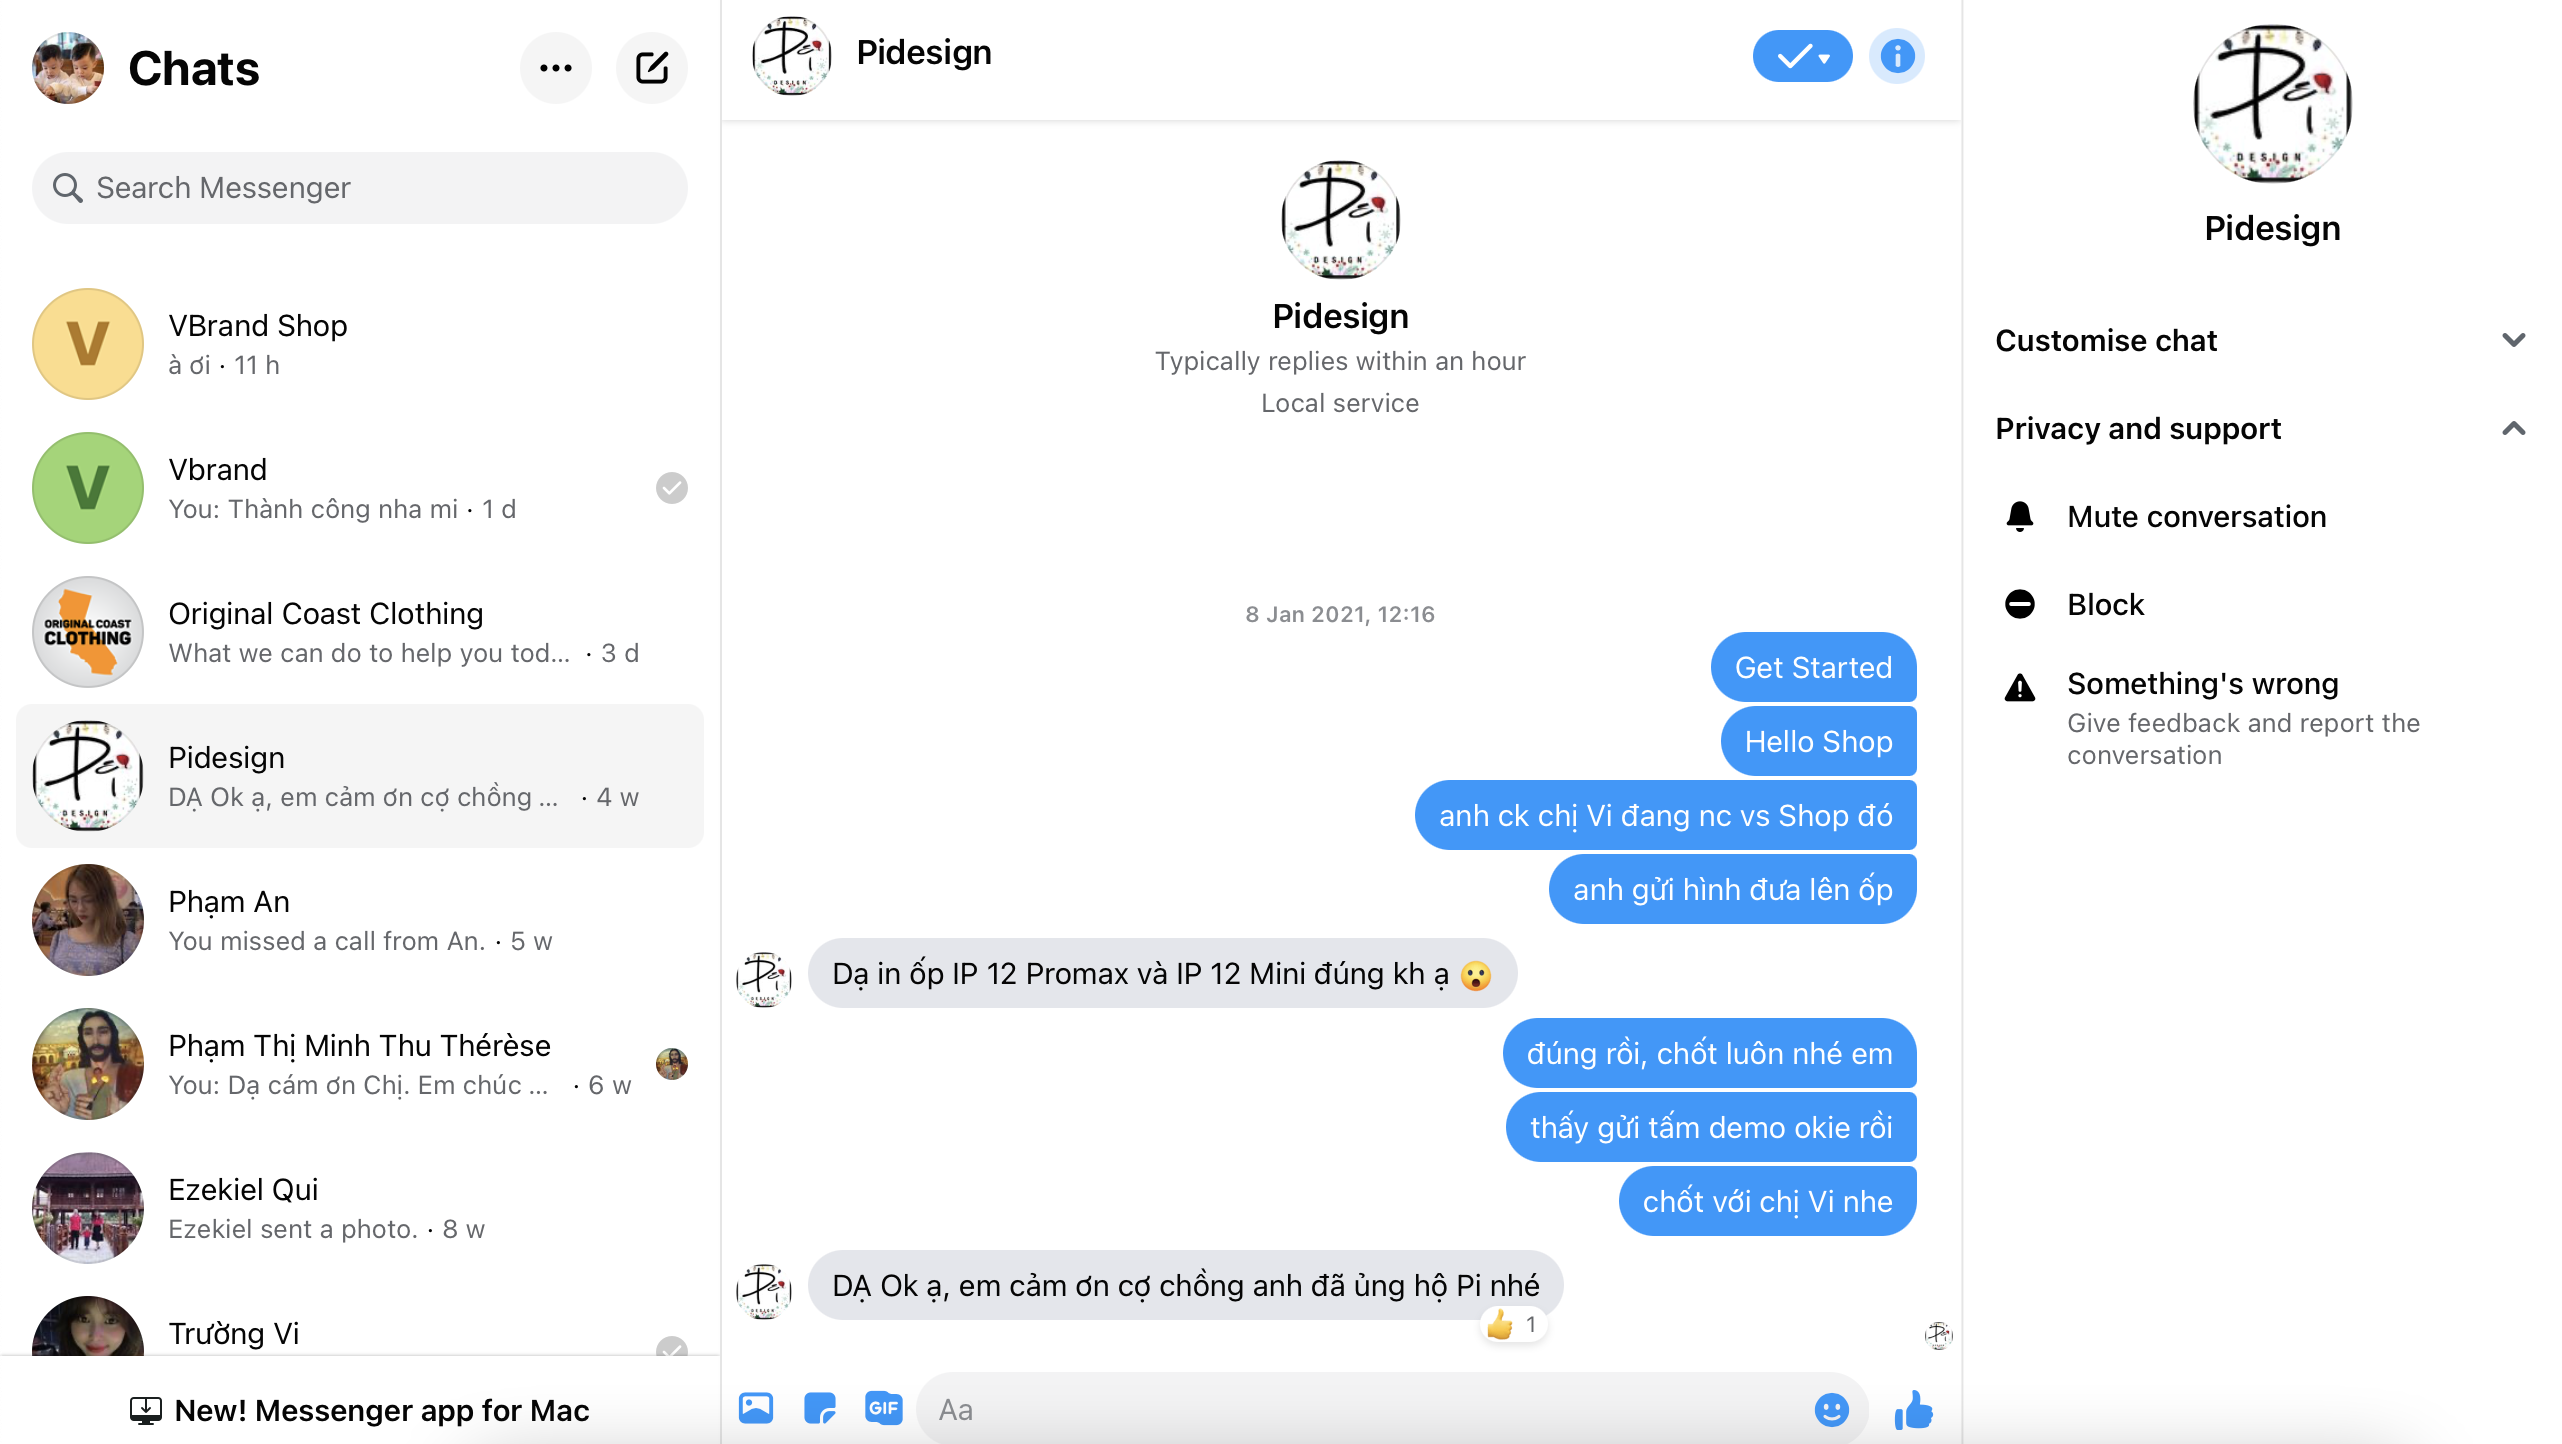 Chats
Search Messenger
V
VBrand Shop
à ơi · 11 h
V
Vbrand
You: Thành công nha mi · 1 d
ORIGINAL COAST
CLOTHING
Original Coast Clothing
What we can do to help you tod... · 3 d
Pi
DESIGN
Pidesign
DẠ Ok ạ, em cảm ơn cợ chồng ... · 4 w
Phạm An
You missed a call from An. · 5 w
Phạm Thị Minh Thu Thérèse
You: Dạ cám ơn Chị. Em chúc ... · 6 w
Ezekiel Qui
Ezekiel sent a photo. · 8 w
Trường Vi
New! Messenger app for Mac
Pi
DESIGN
Pidesign
Pi
DESIGN
Pidesign
Typically replies within an hour
Local service
8 Jan 2021, 12:16
Get Started
Hello Shop
anh ck chị Vi đang nc vs Shop đó
anh gửi hình đưa lên ốp
Dạ in ốp IP 12 Promax và IP 12 Mini đúng kh ạ 😮
đúng rồi, chốt luôn nhé em
thấy gửi tấm demo okie rồi
chốt với chị Vi nhe
DẠ Ok ạ, em cảm ơn cợ chồng anh đã ủng hộ Pi nhé
👍 1
GIF
Aa
Pi
DESIGN
Pidesign
Customise chat
Privacy and support
Mute conversation
Block
Something's wrong
Give feedback and report the
conversation